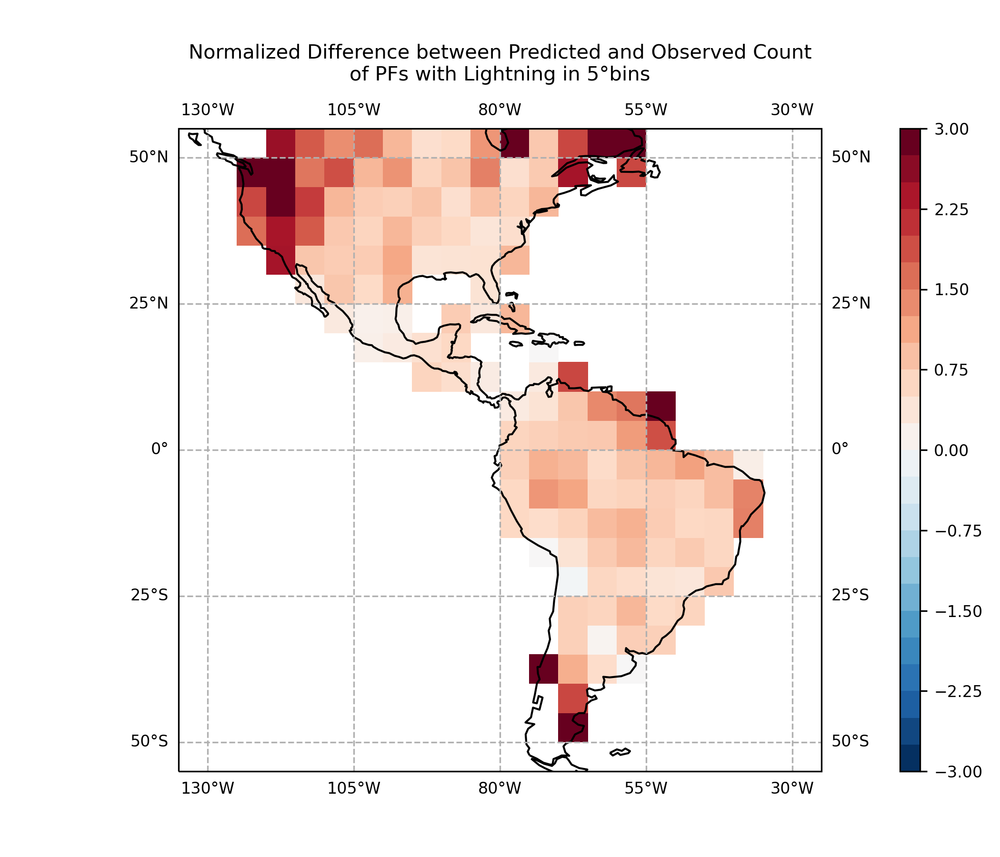 Normalized Difference between Predicted and Observed Count
of PFs with Lightning in 5°bins
130°W 105°W 80°W 55°W 30°W
50°N 50°N
25°N 25°N
0° 0°
25°S 25°S
50°S 50°S
130°W 105°W 80°W 55°W 30°W
3.00
2.25
1.50
0.75
0.00
−0.75
−1.50
−2.25
−3.00